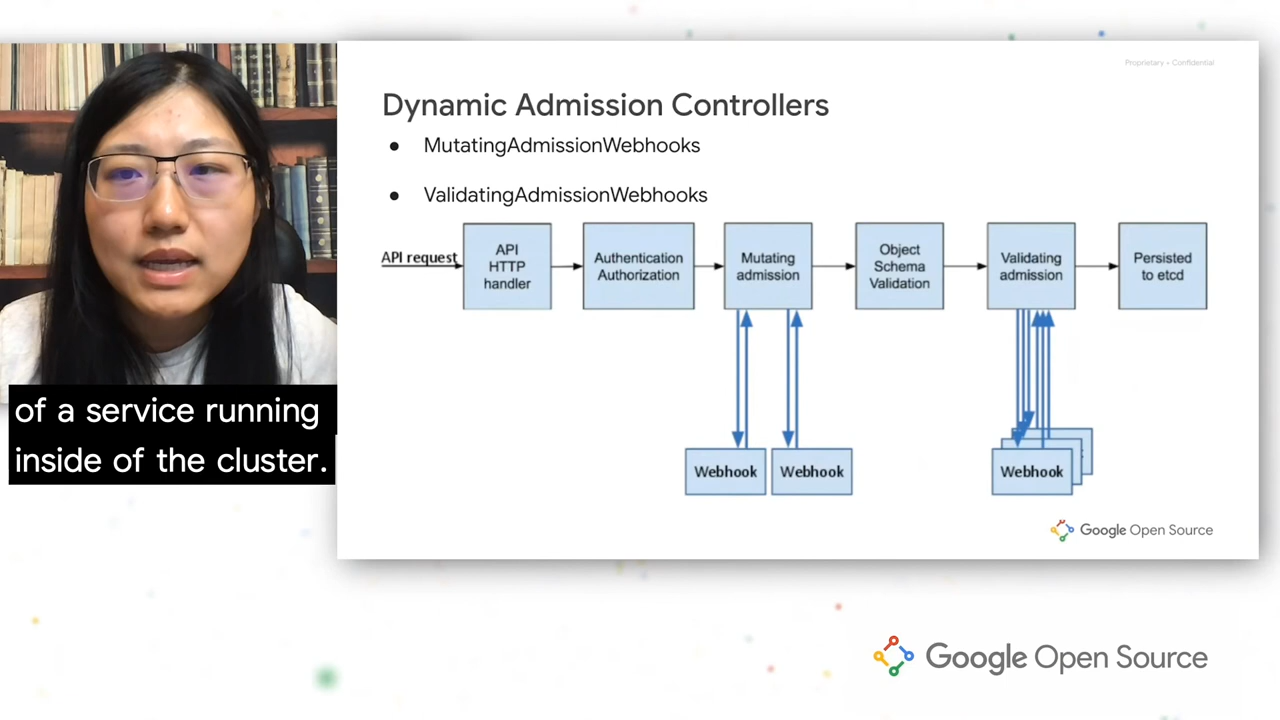 Proprietary + Confidential
Dynamic Admission Controllers
● MutatingAdmissionWebhooks
● ValidatingAdmissionWebhooks
API request
API
HTTP
handler
Authentication
Authorization
Mutating
admission
Object
Schema
Validation
Validating
admission
Persisted
to etcd
Webhook
Webhook
Webhook
Google Open Source
of a service running
inside of the cluster.
Google Open Source